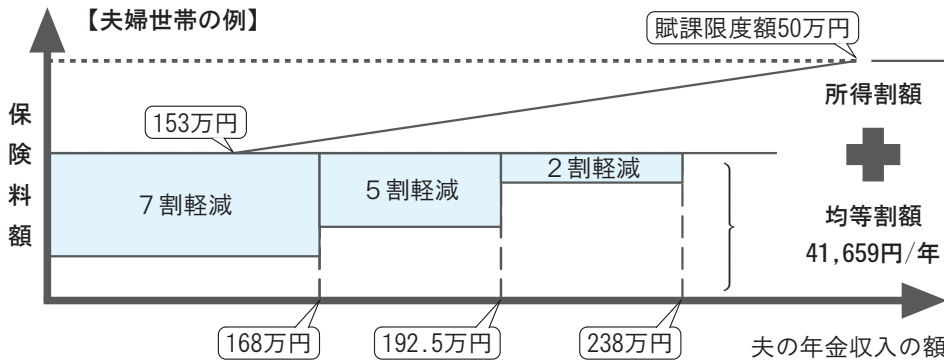 【夫婦世帯の例】
賦課限度額50万円
保険料額
153万円
所得割額
7割軽減
5割軽減
2割軽減
均等割額
41,659円/年
168万円
192.5万円
238万円
夫の年金収入の額